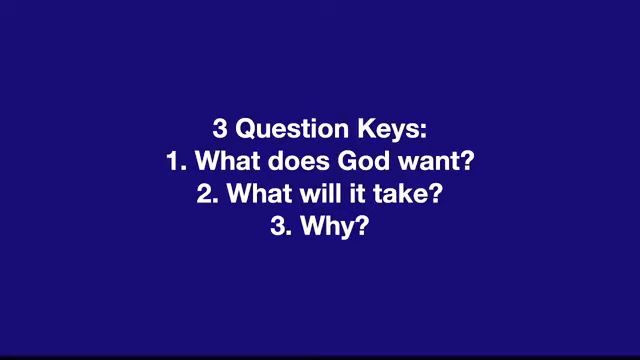 3 Question Keys:
1. What does God want?
2. What will it take?
3. Why?